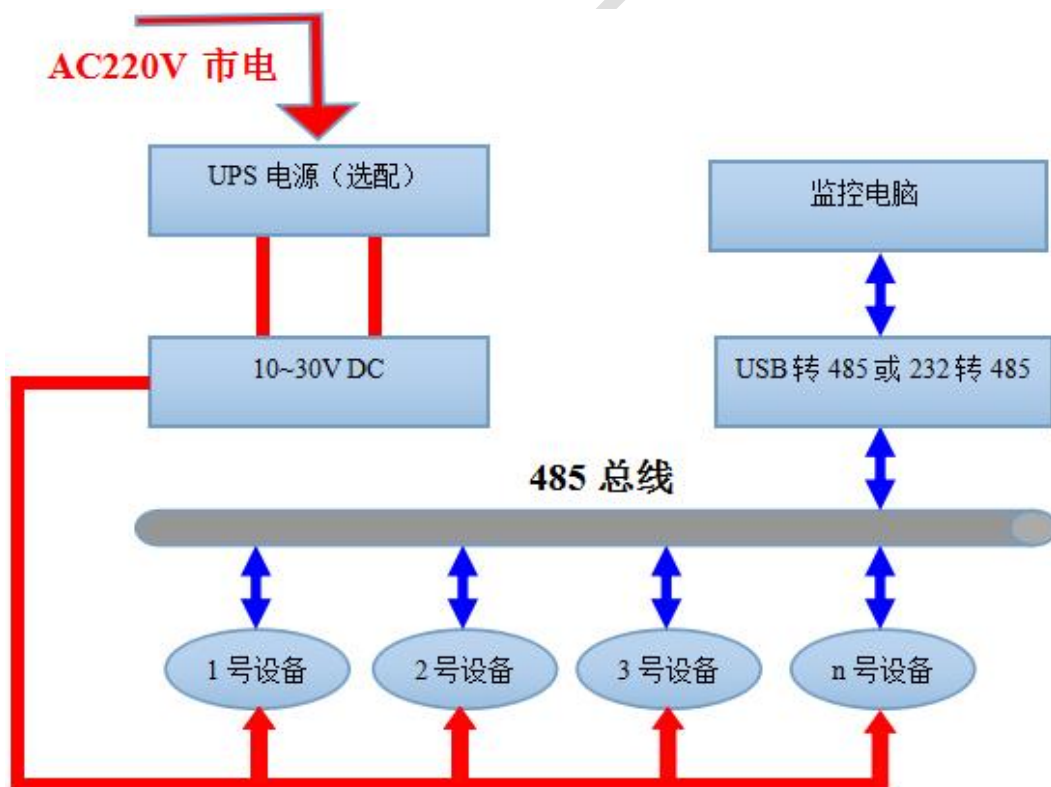 AC220V 市电
UPS 电源（选配）
监控电脑
10~30V DC
USB 转 485 或 232 转 485
485 总线
1 号设备
2 号设备
3 号设备
n 号设备